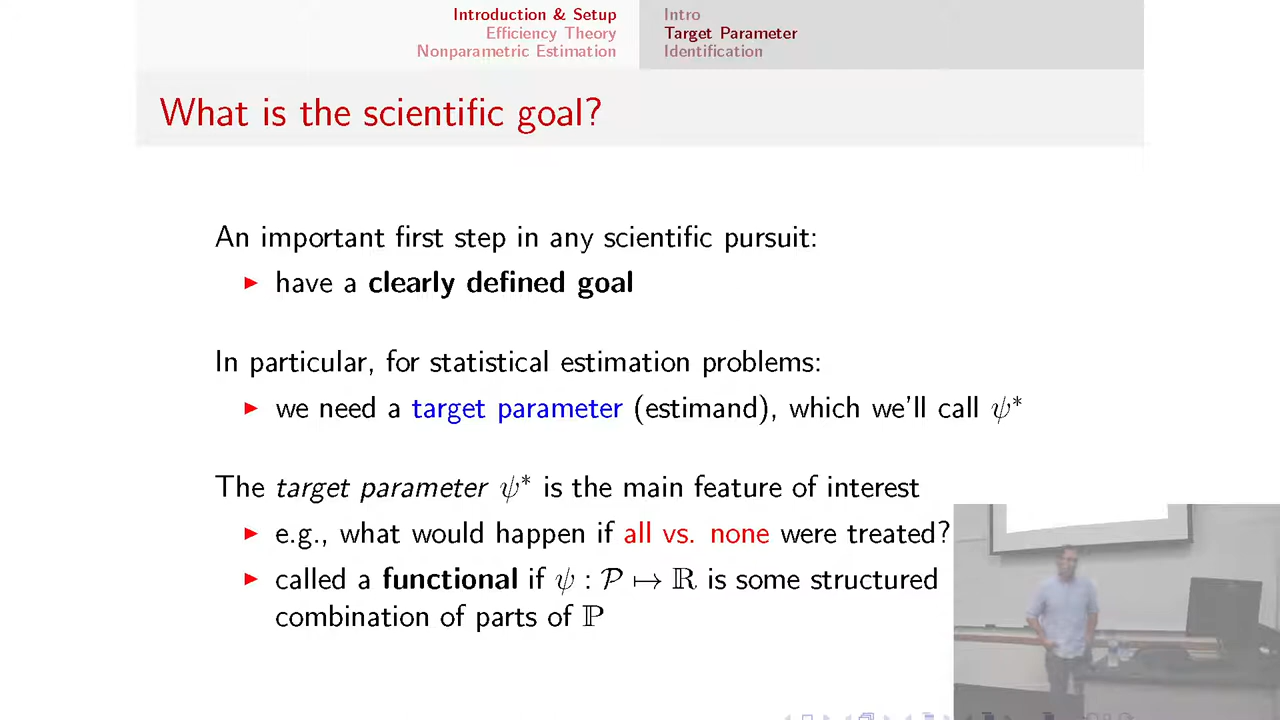 Introduction & Setup
Efficiency Theory
Nonparametric Estimation
Intro
Target Parameter
Identification
What is the scientific goal?
An important first step in any scientific pursuit:
▶ have a clearly defined goal
In particular, for statistical estimation problems:
▶ we need a target parameter (estimand), which we'll call ψ*
The target parameter ψ* is the main feature of interest
▶ e.g., what would happen if all vs. none were treated?
▶ called a functional if ψ : 𝒫 ↦ ℝ is some structured
combination of parts of ℙ